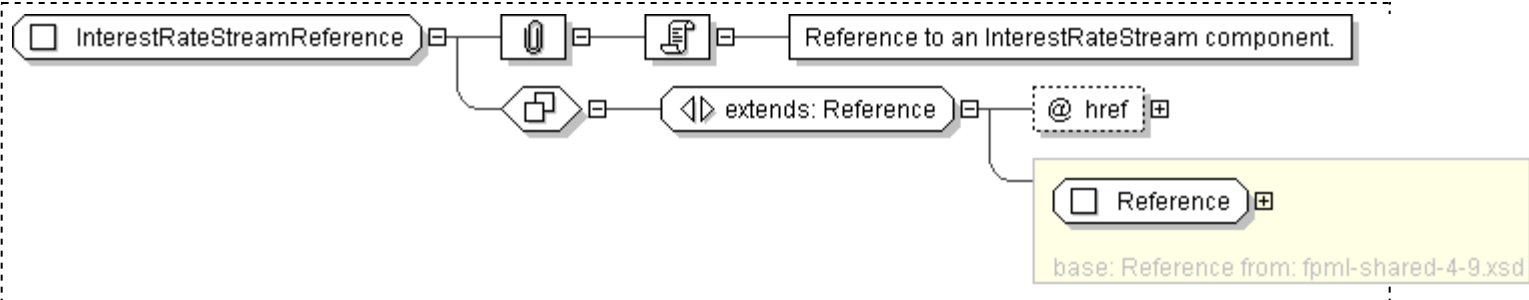 InterestRateStreamReference
Reference to an InterestRateStream component.
extends: Reference
@ href
Reference
base: Reference from: fpml-shared-4-9.xsd